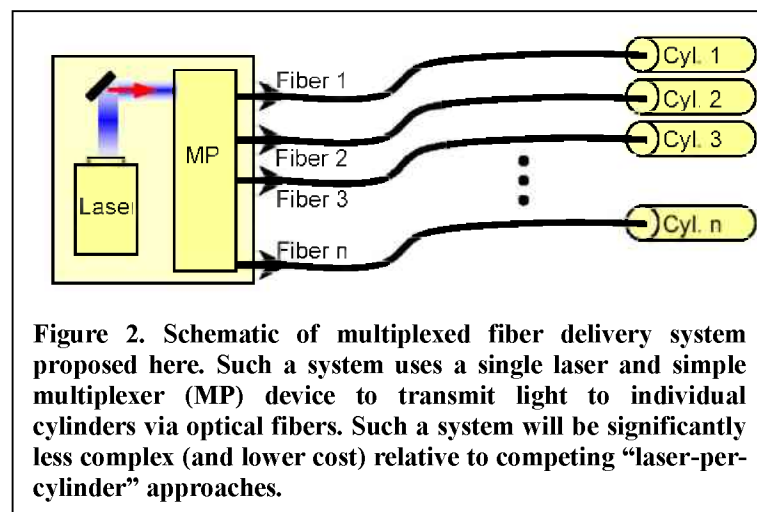 Fiber 1
Cyl. 1
Cyl. 2
MP
Fiber 2
Cyl. 3
Laser
Fiber 3
Cyl. n
Fiber n
Figure 2. Schematic of multiplexed fiber delivery system
proposed here. Such a system uses a single laser and simple
multiplexer (MP) device to transmit light to individual
cylinders via optical fibers. Such a system will be significantly
less complex (and lower cost) relative to competing “laser-per-
cylinder” approaches.